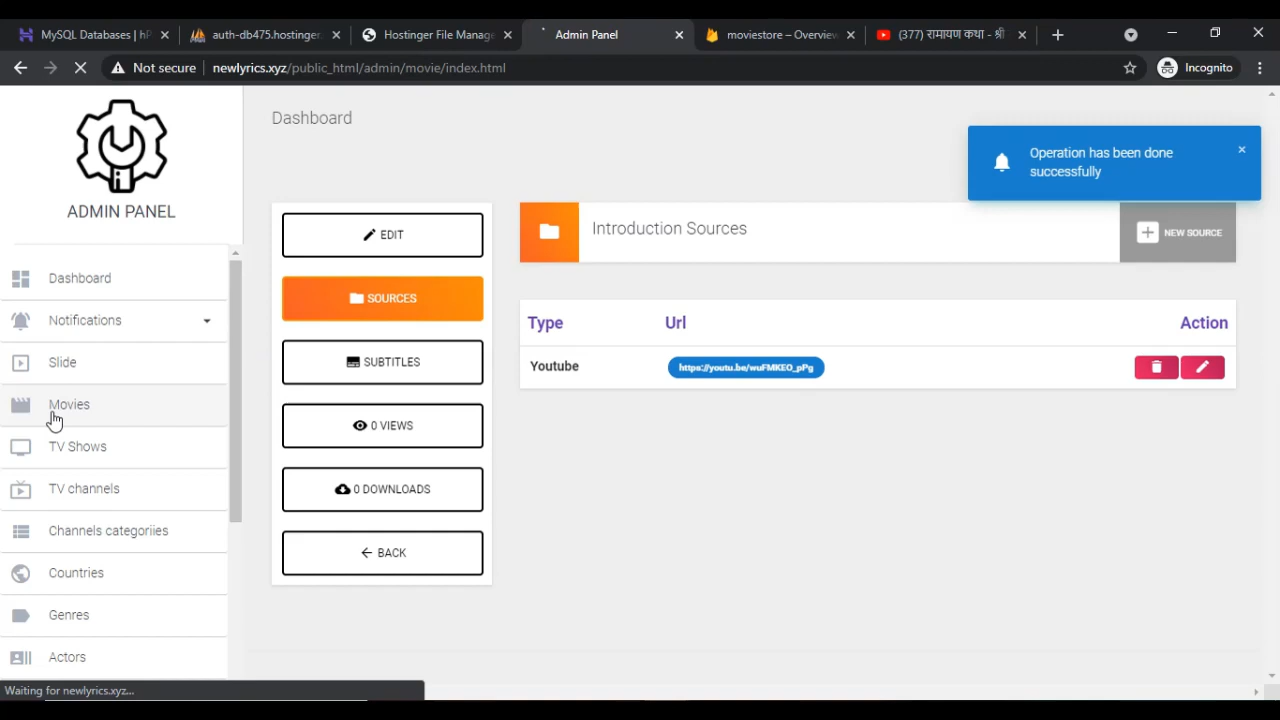 MySQL Databases | hP
auth-db475.hostinger.
Hostinger File Manage
Admin Panel
moviestore – Overview
(377) रामायण कथा - श्री
Not secure
newlyrics.xyz/public_html/admin/movie/index.html
Incognito
ADMIN PANEL
Dashboard
Notifications
Slide
Movies
TV Shows
TV channels
Channels categoriies
Countries
Genres
Actors
Dashboard
Operation has been done
successfully
EDIT
SOURCES
SUBTITLES
0 VIEWS
0 DOWNLOADS
BACK
Introduction Sources
NEW SOURCE
Type Url Action
Youtube https://youtu.be/wuFMKEO_pPg
Waiting for newlyrics.xyz...